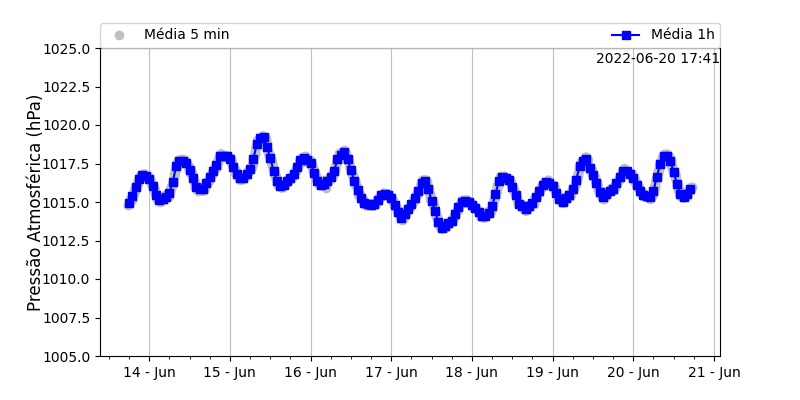 Média 5 min
Média 1h
2022-06-20 17:41
Pressão Atmosférica (hPa)
1025.0
1022.5
1020.0
1017.5
1015.0
1012.5
1010.0
1007.5
1005.0
14 - Jun 15 - Jun 16 - Jun 17 - Jun 18 - Jun 19 - Jun 20 - Jun 21 - Jun